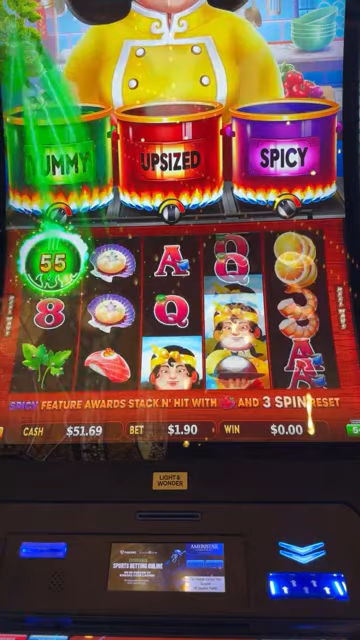 YUMMY
UPSIZED
SPICY
55
A
Q
8
Q
A
SPICY FEATURE AWARDS STACK N' HIT WITH AND 3 SPIN RESET
CASH $51.69 BET $1.90 WIN $0.00
LIGHT & WONDER
SPORTS BETTING ONLINE